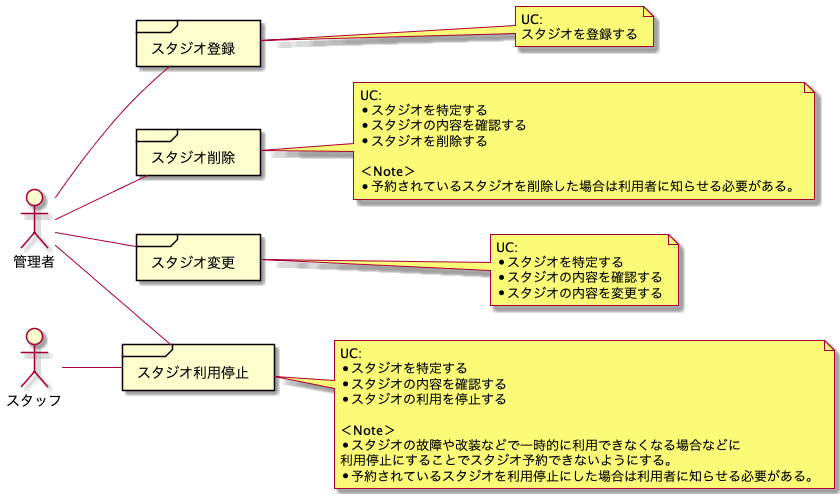 スタジオ登録
UC:
スタジオを登録する
スタジオ削除
UC:
•スタジオを特定する
•スタジオの内容を確認する
•スタジオを削除する
＜Note＞
•予約されているスタジオを削除した場合は利用者に知らせる必要がある。
管理者
スタジオ変更
UC:
•スタジオを特定する
•スタジオの内容を確認する
•スタジオの内容を変更する
スタッフ
スタジオ利用停止
UC:
•スタジオを特定する
•スタジオの内容を確認する
•スタジオの利用を停止する
＜Note＞
•スタジオの故障や改装などで一時的に利用できなくなる場合などに
利用停止にすることでスタジオ予約できないようにする。
•予約されているスタジオを利用停止にした場合は利用者に知らせる必要がある。